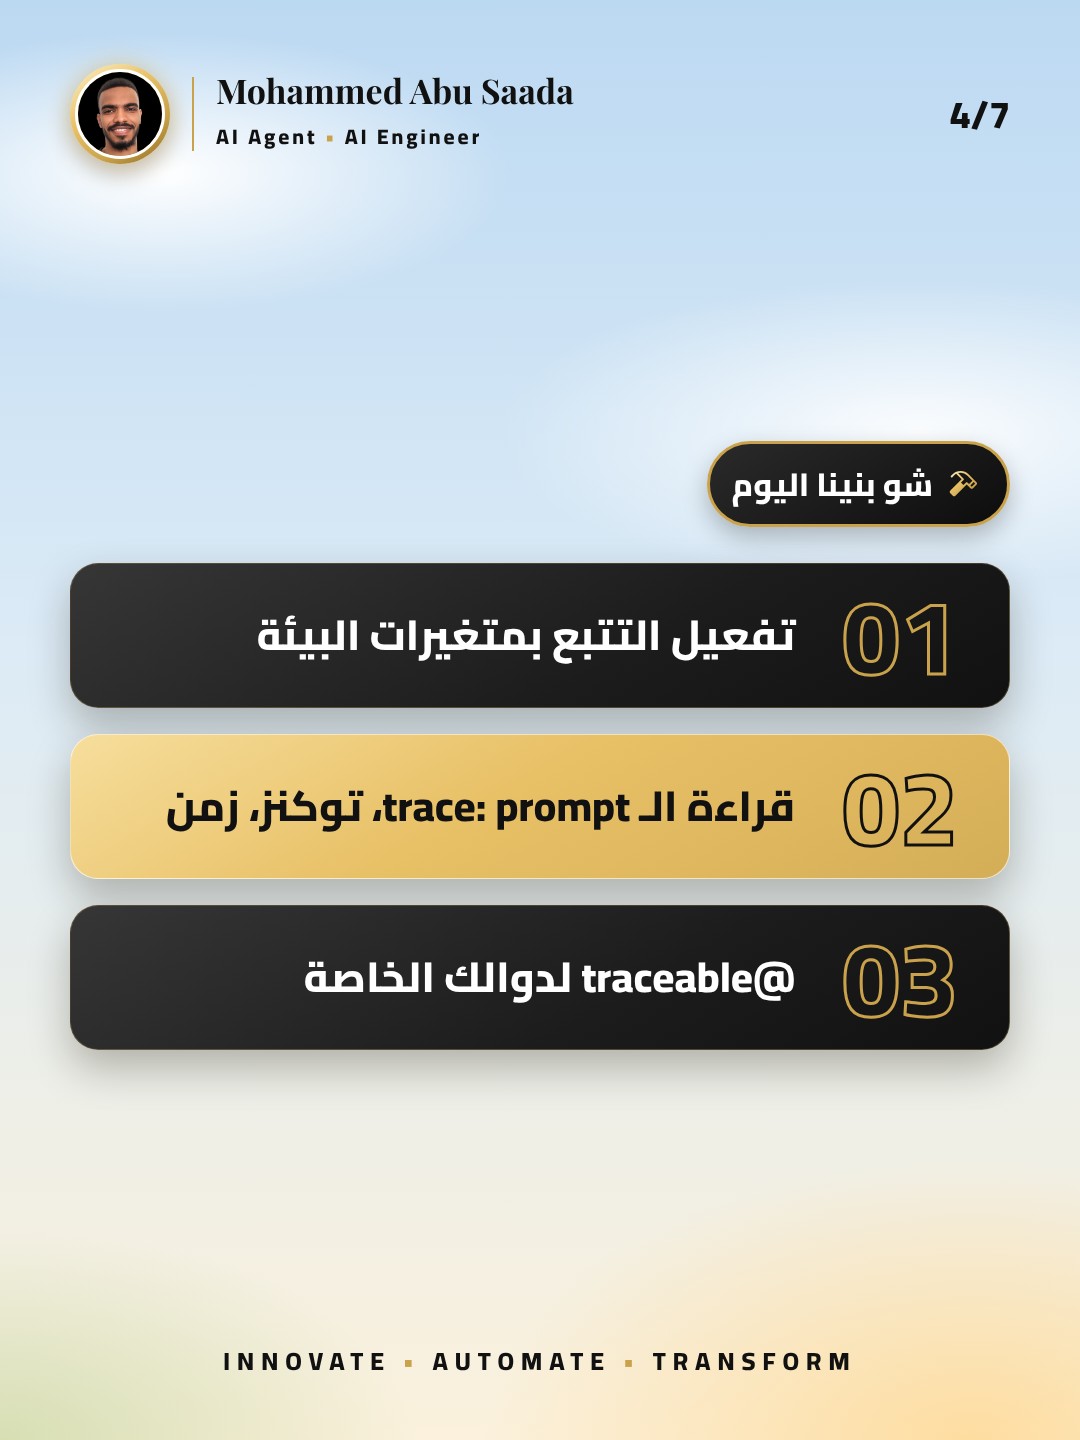 Mohammed Abu Saada
AI Agent ▪ AI Engineer
4/7
شو بنينا اليوم
01
تفعيل التتبع بمتغيرات البيئة
02
قراءة الـ trace: prompt، توكنز، زمن
03
@traceable لدوالك الخاصة
INNOVATE ▪ AUTOMATE ▪ TRANSFORM